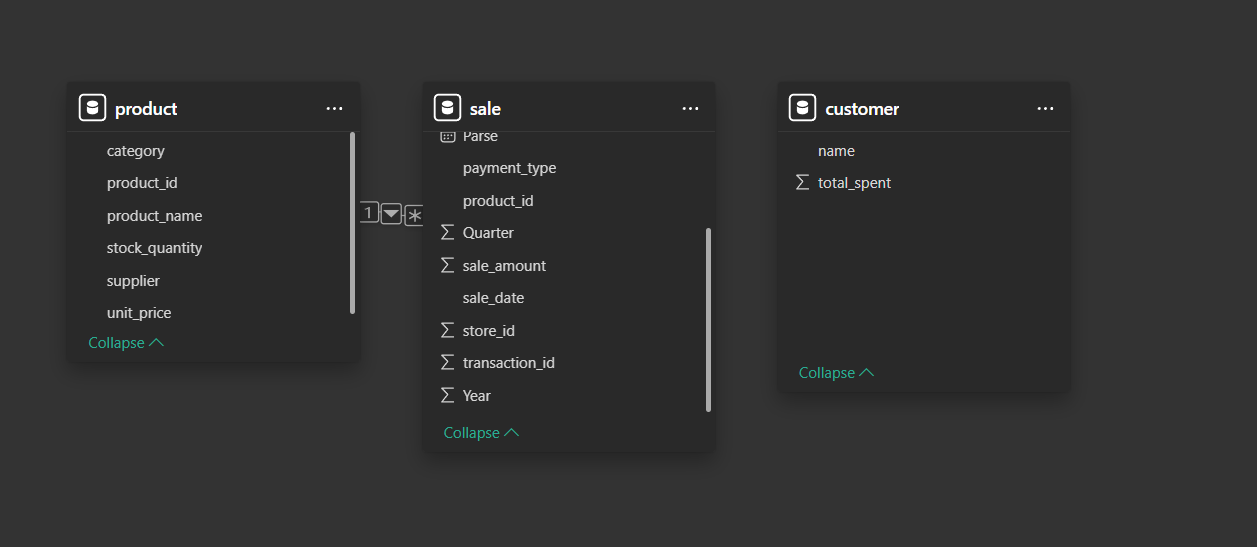 product
category
product_id
product_name
stock_quantity
supplier
unit_price
Collapse
1
*
sale
Parse
payment_type
product_id
Quarter
sale_amount
sale_date
store_id
transaction_id
Year
Collapse
customer
name
total_spent
Collapse